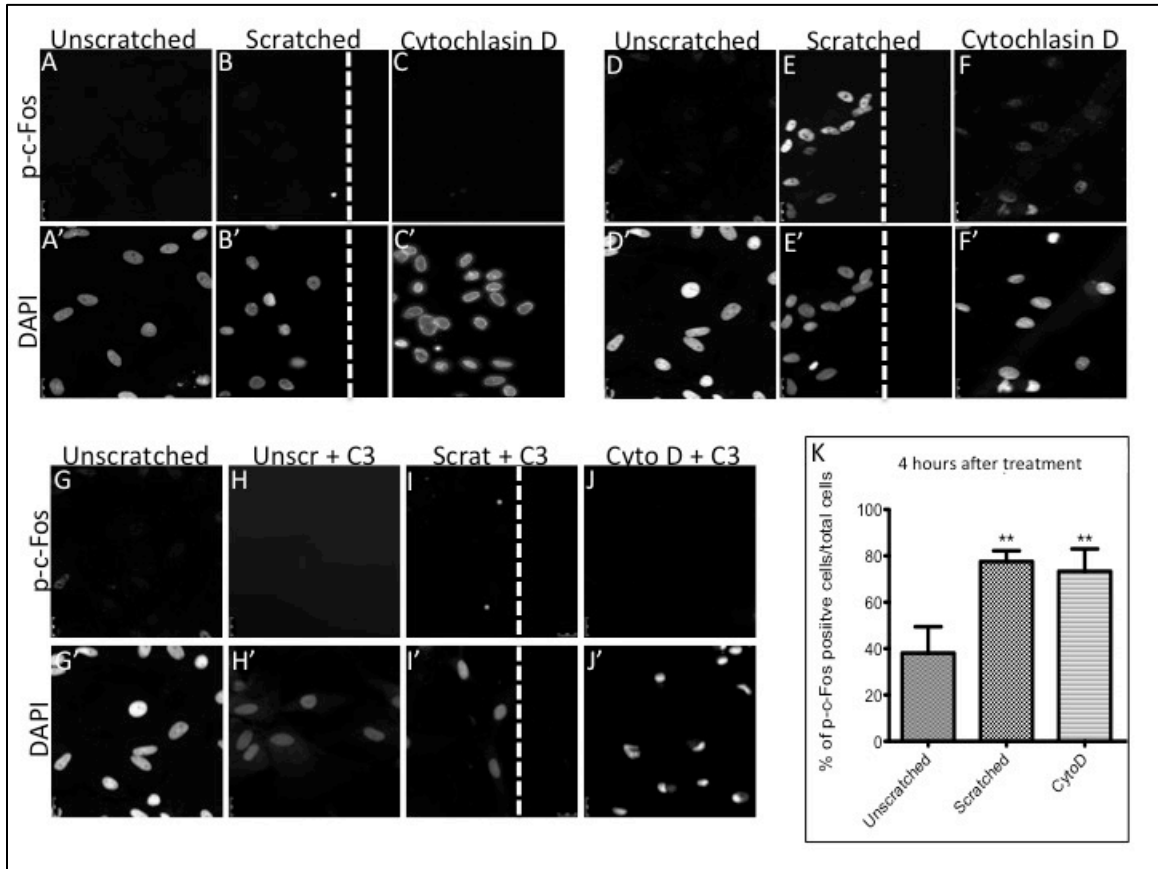 Unscratched Scratched Cytochlasin D
A B C
p-c-Fos
A' B' C'
DAPI
Unscratched Scratched Cytochlasin D
D E F
D' E' F'
Unscratched Unscr + C3 Scrat + C3 Cyto D + C3
G H I J
p-c-Fos
G' H' I' J'
DAPI
K
4 hours after treatment
% of p-c-Fos posiitve cells/total cells
100
80
60
40
20
0
** **
Unscratched
Scratched
CytoD